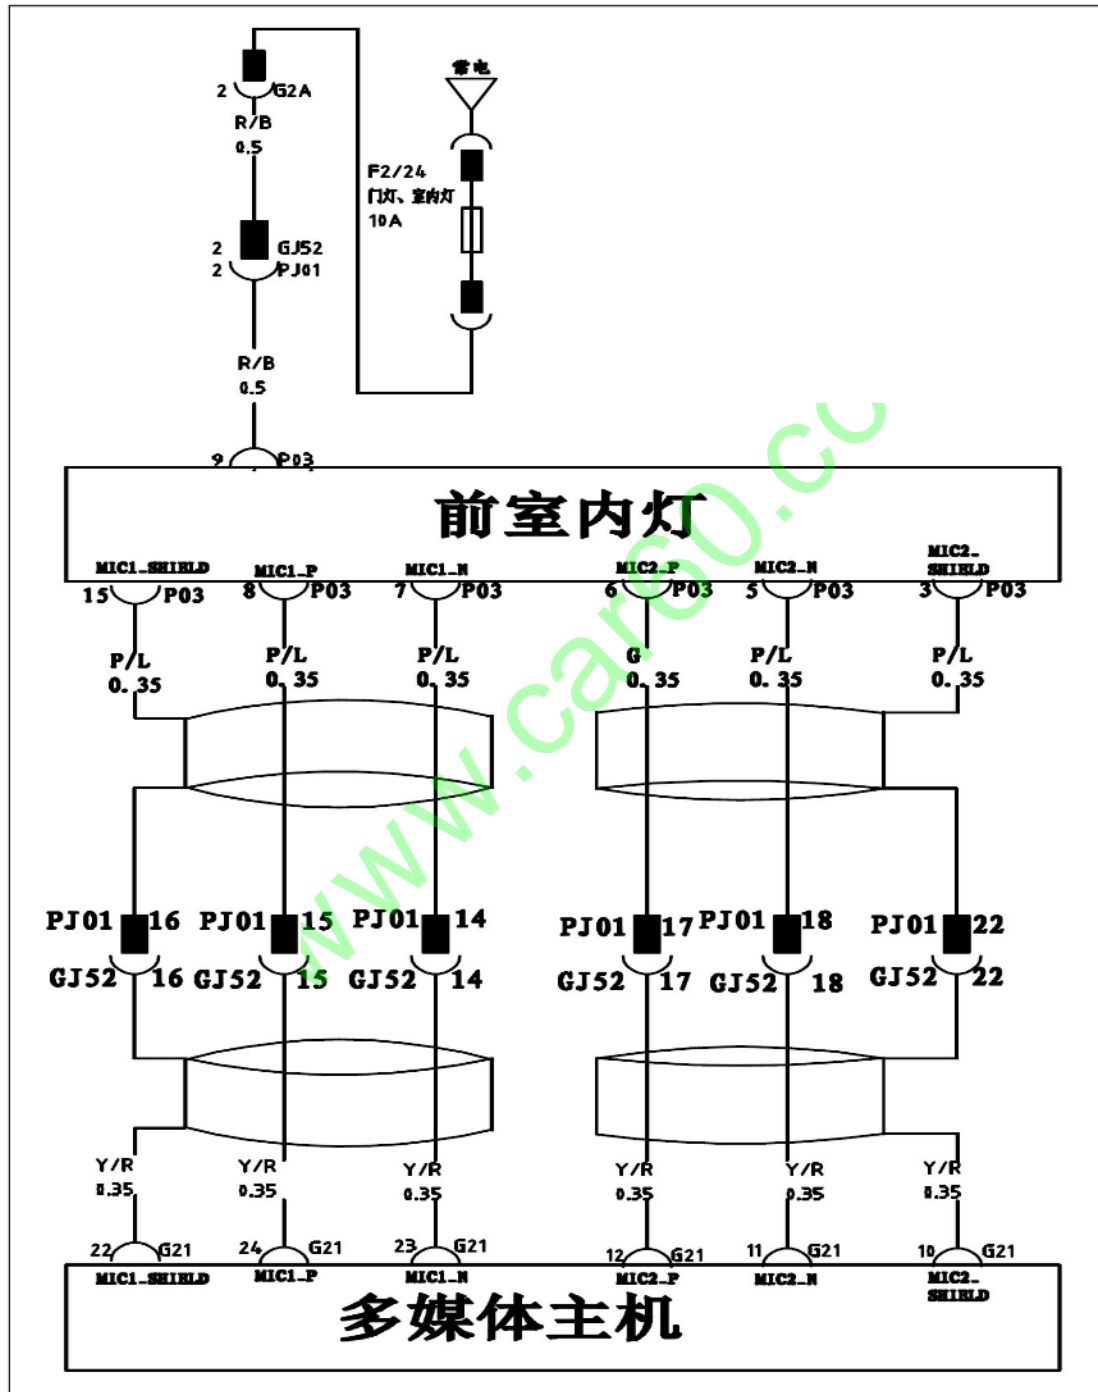 常电
2 G2A
R/B
0.5
F2/24
门灯、室内灯
10A
2 GJ52
2 PJ01
R/B
0.5
9 P03
前室内灯
MIC1_SHIELD MIC1_P MIC1_N MIC2_P MIC2_N MIC2_
SHIELD
15 P03 8 P03 7 P03 6 P03 5 P03 3 P03
P/L P/L P/L G P/L P/L
0.35 0.35 0.35 0.35 0.35 0.35
PJ01 16 PJ01 15 PJ01 14 PJ01 17 PJ01 18 PJ01 22
GJ52 16 GJ52 15 GJ52 14 GJ52 17 GJ52 18 GJ52 22
Y/R Y/R Y/R Y/R Y/R Y/R
0.35 0.35 0.35 0.35 0.35 0.35
22 G21 24 G21 23 G21 12 G21 11 G21 10 G21
MIC1_SHIELD MIC1_P MIC1_N MIC2_P MIC2_N MIC2_
SHIELD
多媒体主机
www.car60.co